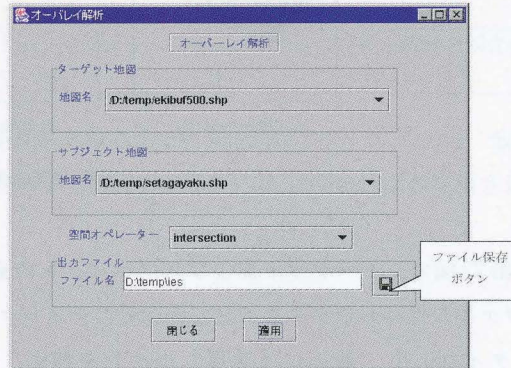 オーバレイ解析
オーバーレイ解析
ターゲット地図
地図名 /D:/temp/ekibuf500.shp
サブジェクト地図
地図名 /D:/temp/setagayaku.shp
空間オペレーター intersection
出力ファイル
ファイル名 D:\temp\ies
ファイル保存
ボタン
閉じる 適用